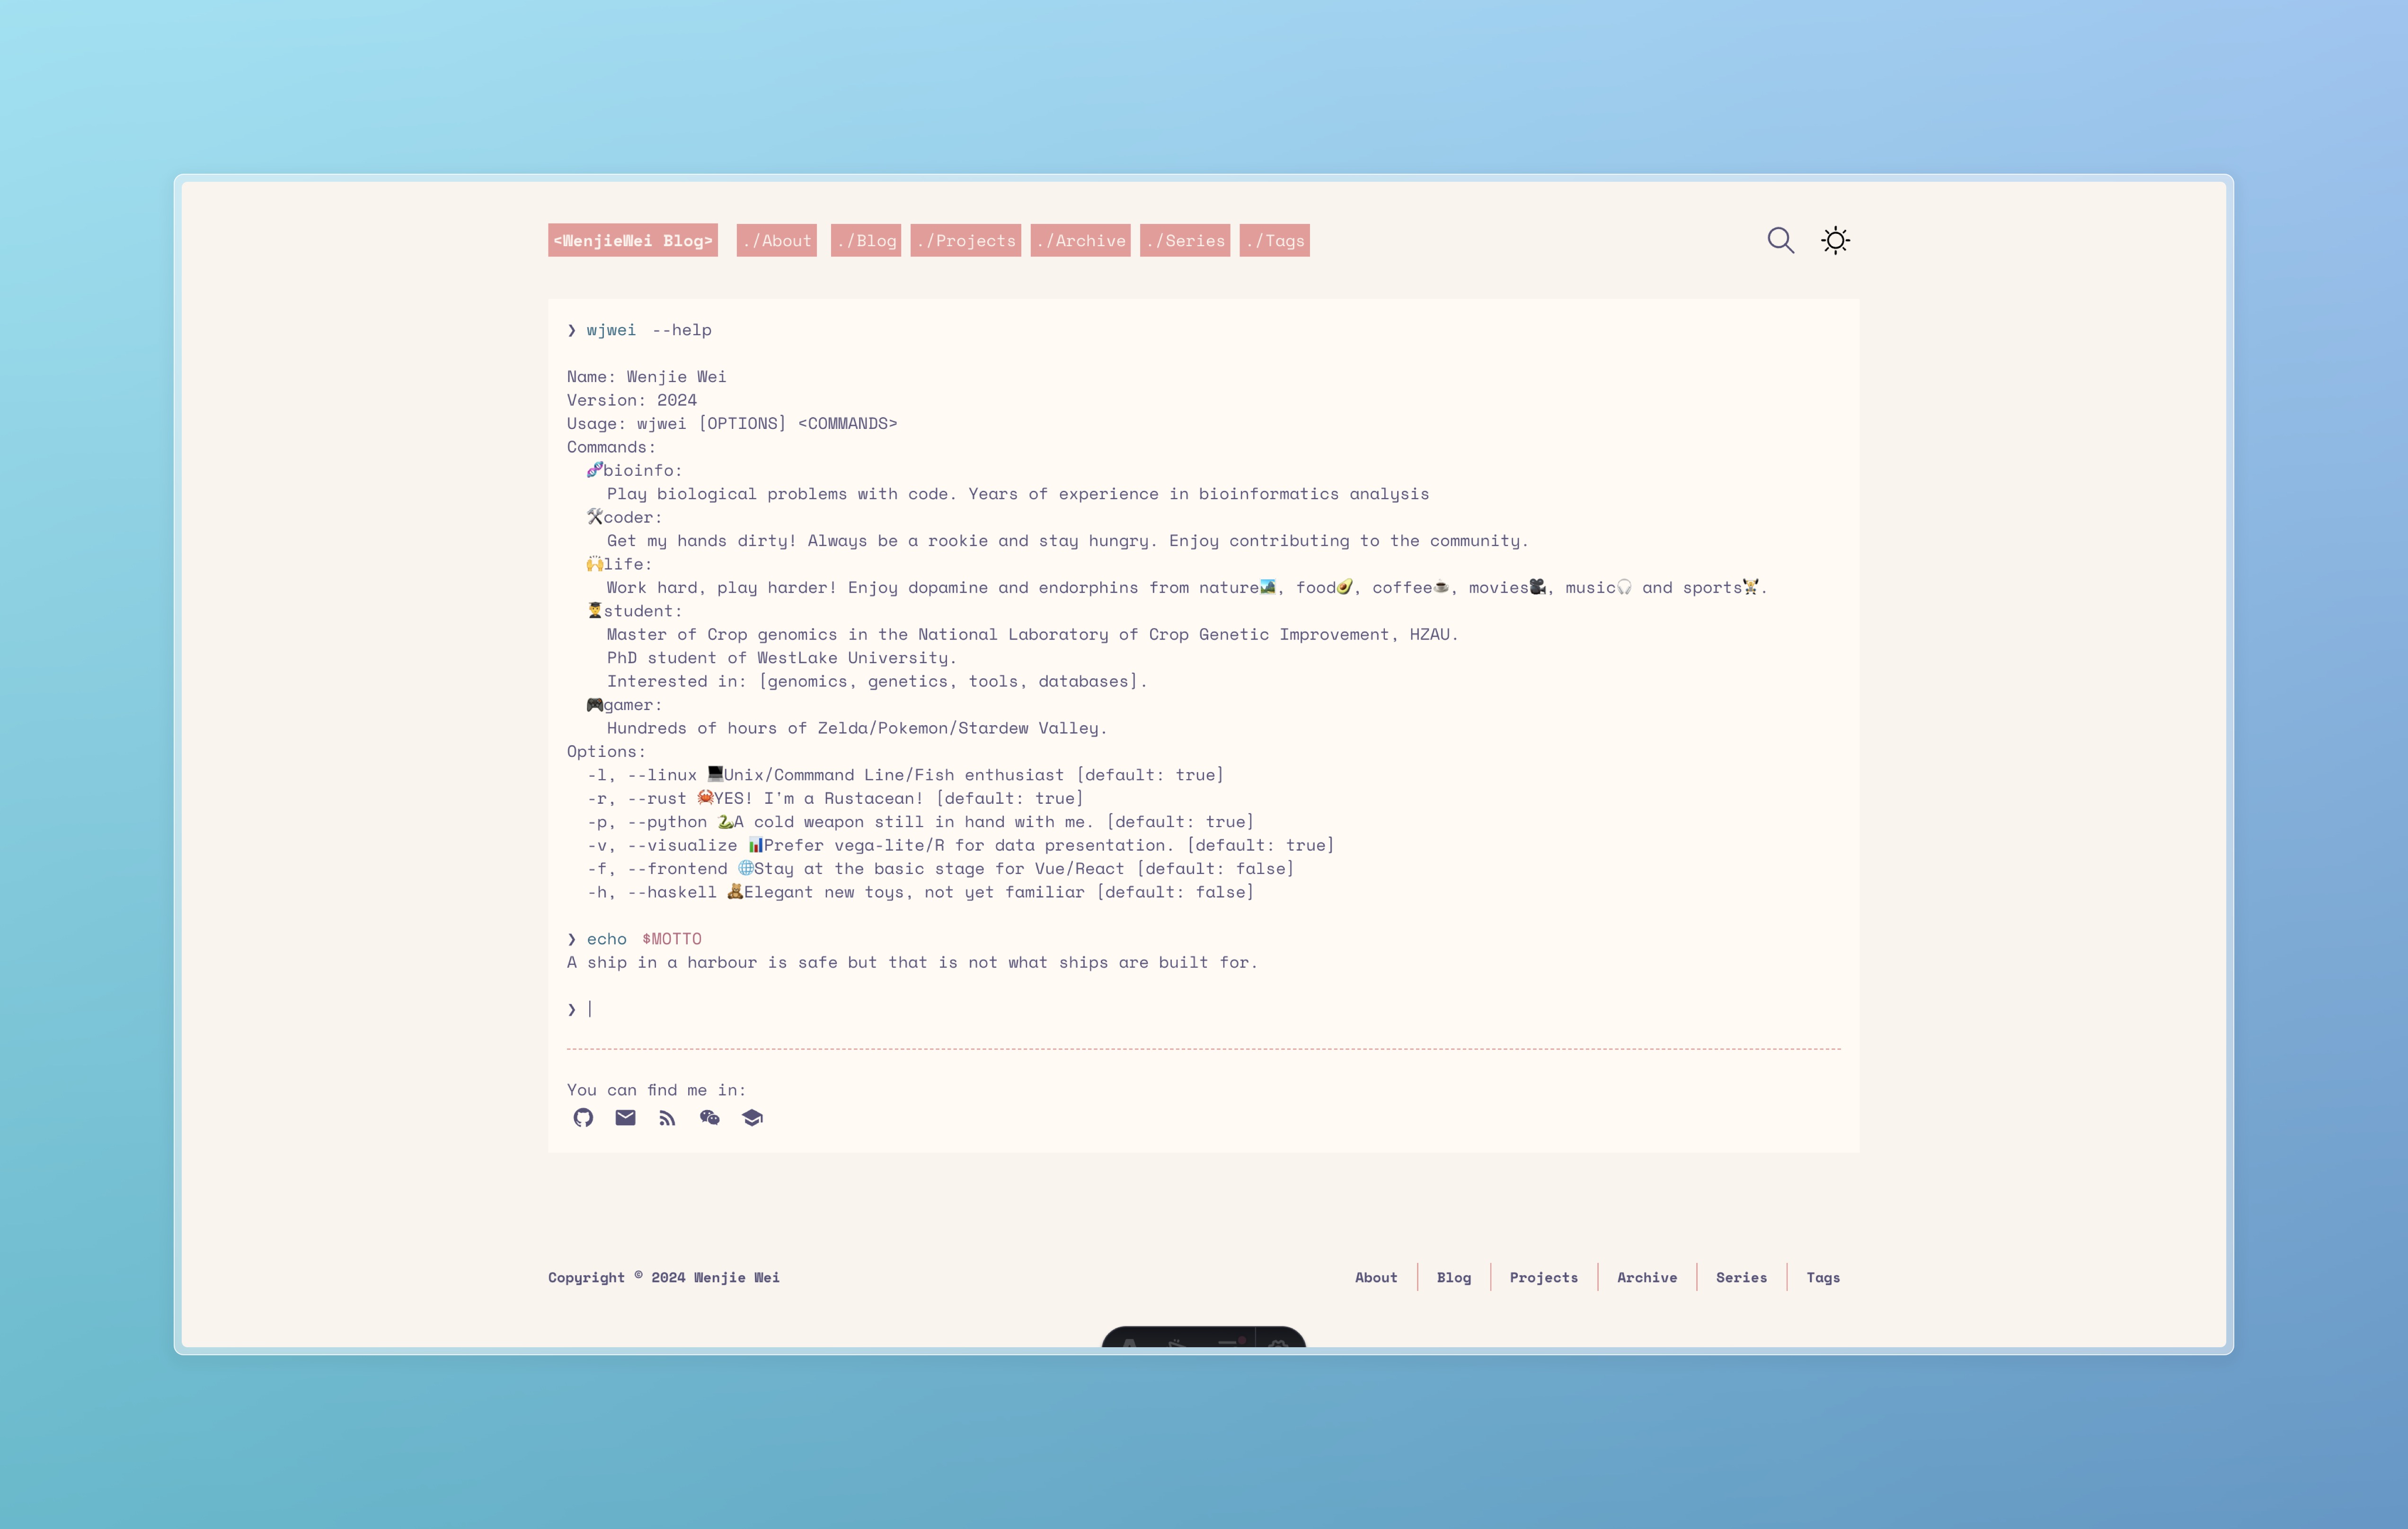 <WenjieWei Blog> ./About ./Blog ./Projects ./Archive ./Series ./Tags
❯ wjwei --help
Name: Wenjie Wei
Version: 2024
Usage: wjwei [OPTIONS] <COMMANDS>
Commands:
🧬bioinfo:
Play biological problems with code. Years of experience in bioinformatics analysis
🛠️coder:
Get my hands dirty! Always be a rookie and stay hungry. Enjoy contributing to the community.
🙌life:
Work hard, play harder! Enjoy dopamine and endorphins from nature🏞️, food🥑, coffee☕, movies🎥, music🎧 and sports🏋️.
👨‍🎓student:
Master of Crop genomics in the National Laboratory of Crop Genetic Improvement, HZAU.
PhD student of WestLake University.
Interested in: [genomics, genetics, tools, databases].
🎮gamer:
Hundreds of hours of Zelda/Pokemon/Stardew Valley.
Options:
-l, --linux 💻Unix/Commmand Line/Fish enthusiast [default: true]
-r, --rust 🦀YES! I'm a Rustacean! [default: true]
-p, --python 🐍A cold weapon still in hand with me. [default: true]
-v, --visualize 📊Prefer vega-lite/R for data presentation. [default: true]
-f, --frontend 🌐Stay at the basic stage for Vue/React [default: false]
-h, --haskell 🧸Elegant new toys, not yet familiar [default: false]
❯ echo $MOTTO
A ship in a harbour is safe but that is not what ships are built for.
❯
You can find me in:
Copyright © 2024 Wenjie Wei
About Blog Projects Archive Series Tags